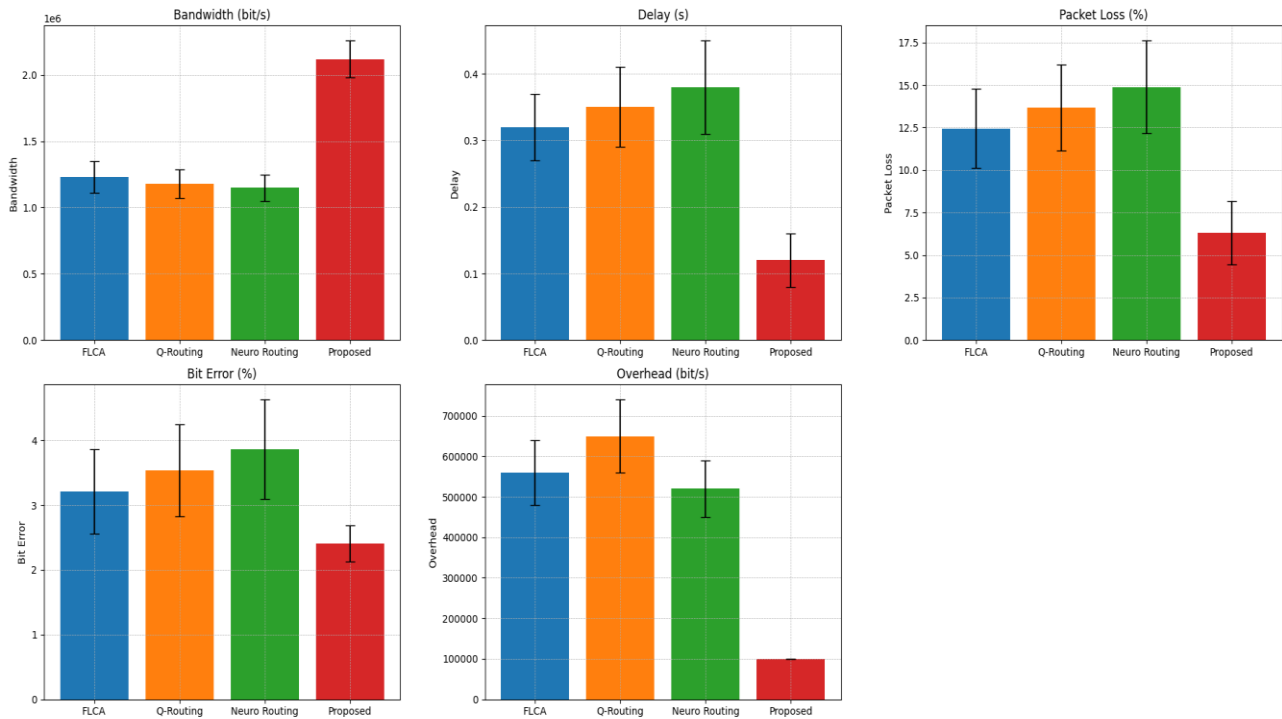 Bandwidth (bit/s)
1e6
Bandwidth
2.0
1.5
1.0
0.5
0.0
FLCA Q-Routing Neuro Routing Proposed
Delay (s)
Delay
0.4
0.3
0.2
0.1
0.0
FLCA Q-Routing Neuro Routing Proposed
Packet Loss (%)
Packet Loss
17.5
15.0
12.5
10.0
7.5
5.0
2.5
0.0
FLCA Q-Routing Neuro Routing Proposed
Bit Error (%)
Bit Error
4
3
2
1
0
FLCA Q-Routing Neuro Routing Proposed
Overhead (bit/s)
Overhead
700000
600000
500000
400000
300000
200000
100000
0
FLCA Q-Routing Neuro Routing Proposed